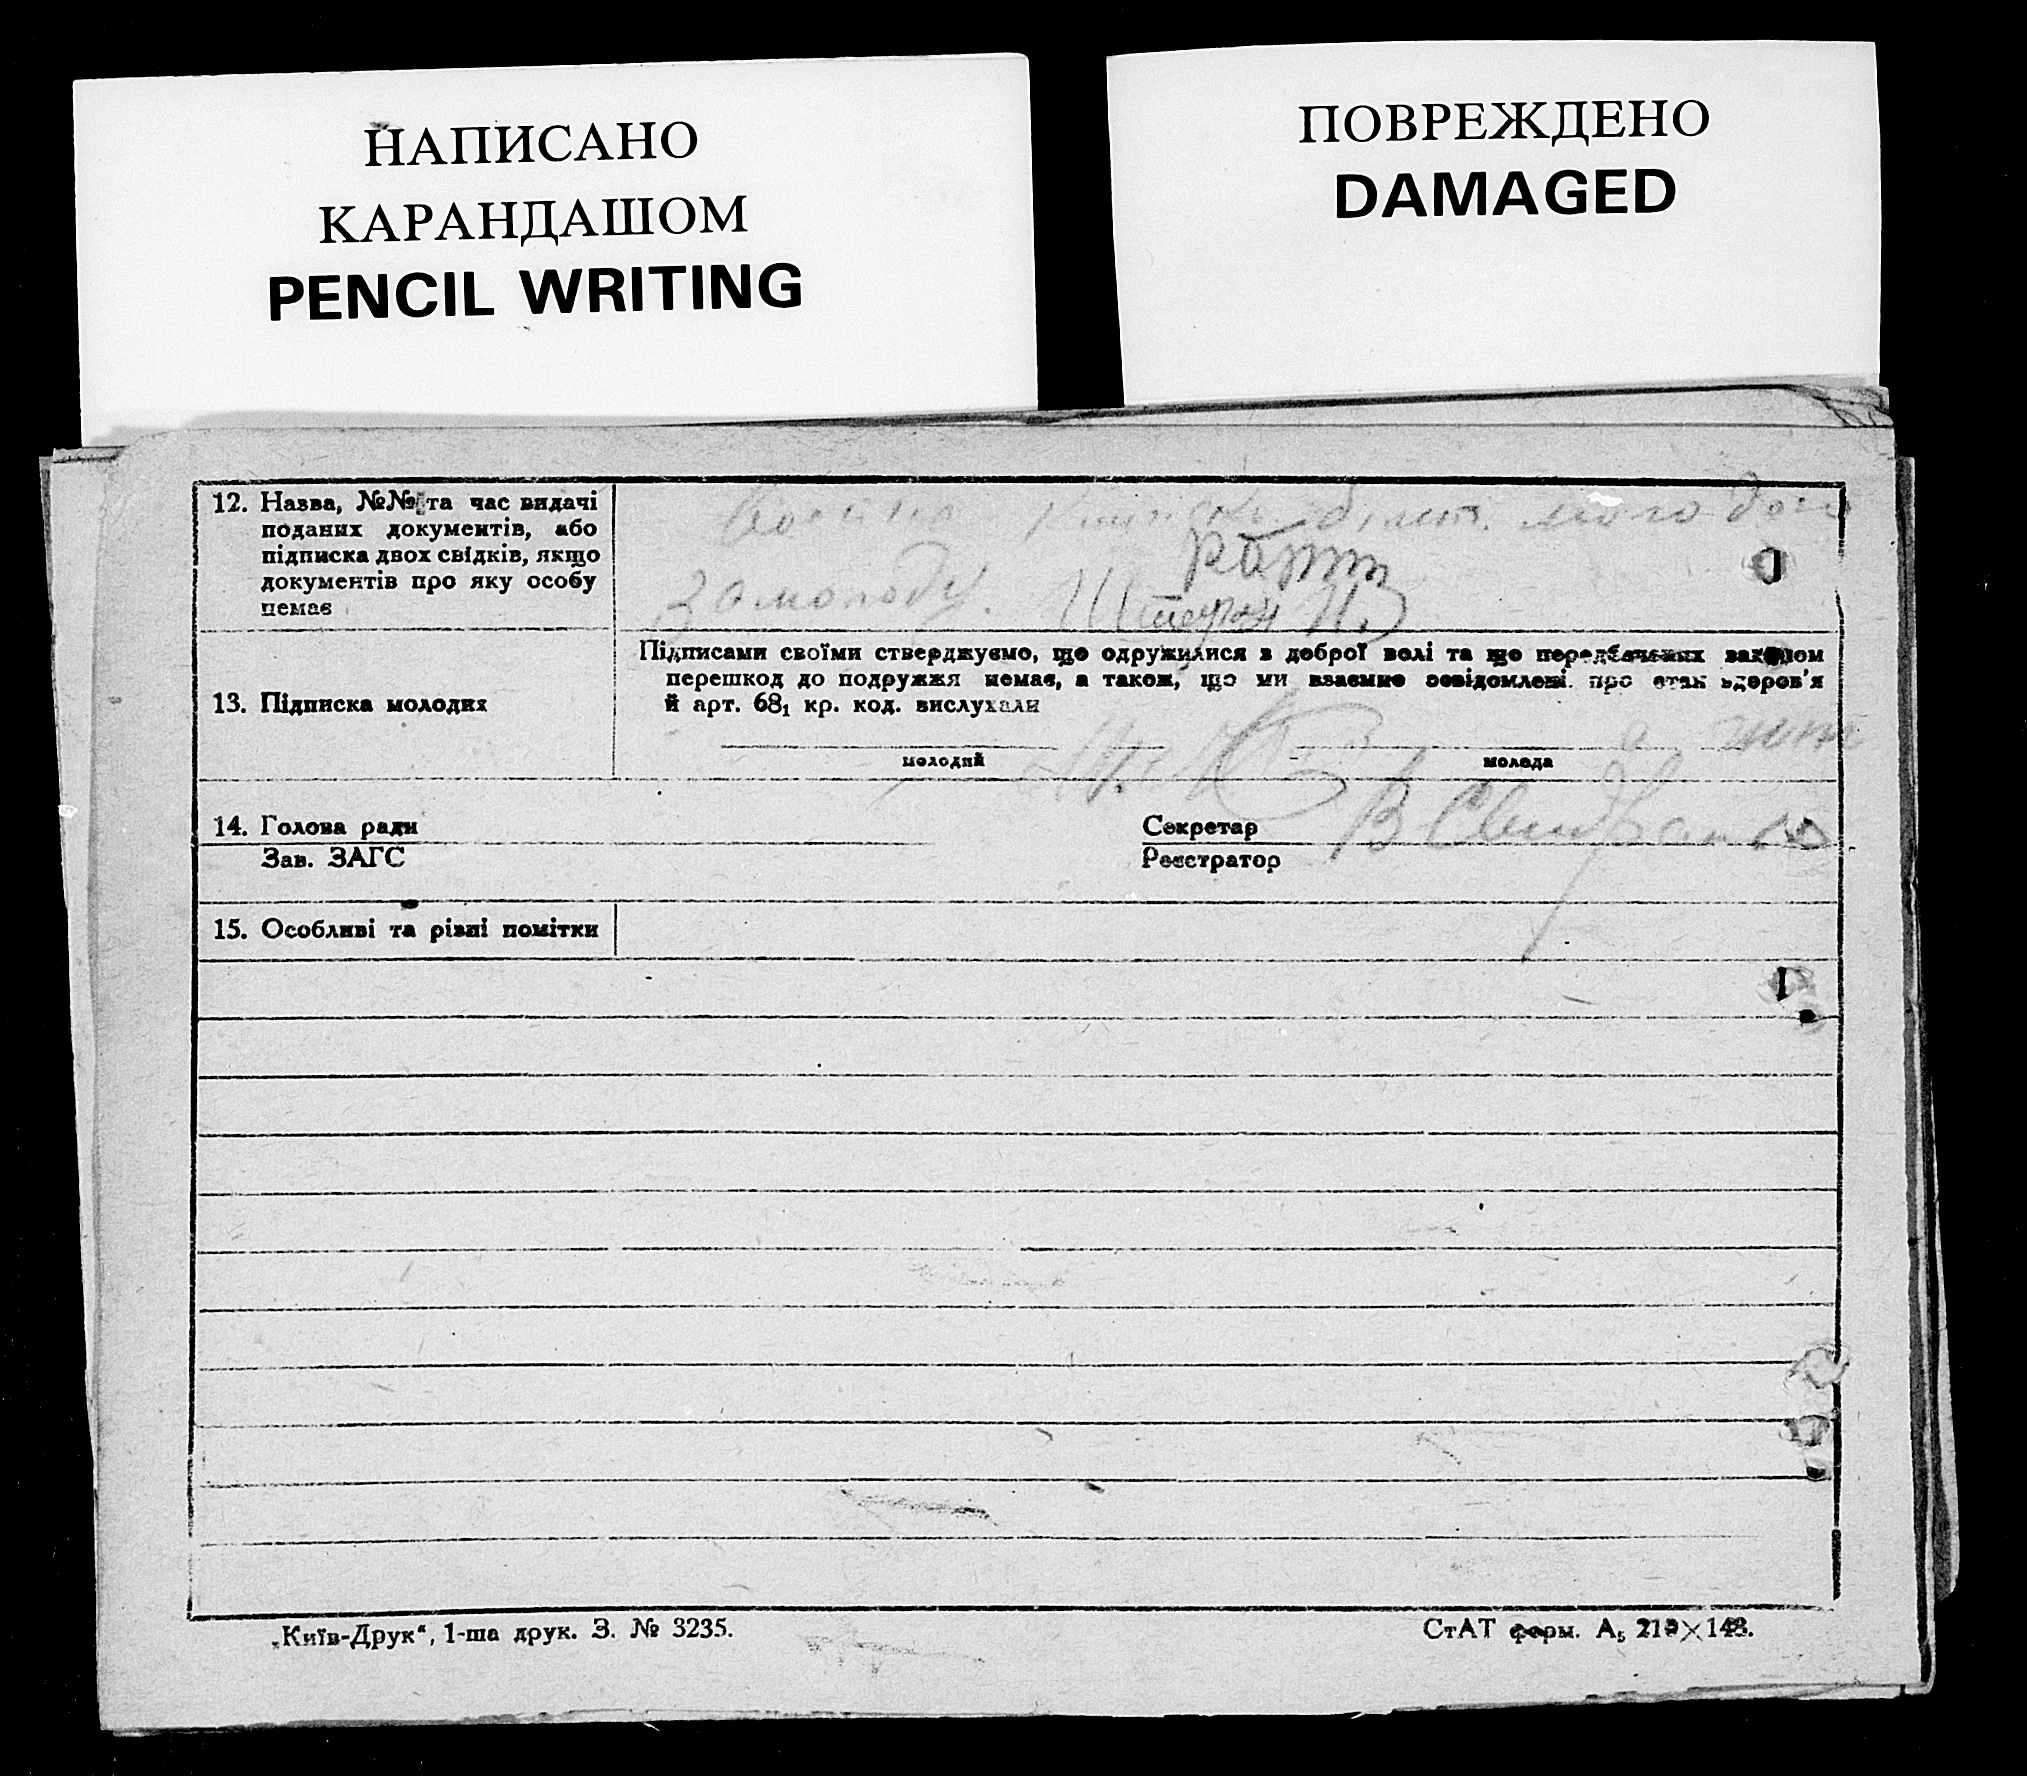 НАПИСАНО
КАРАНДАШОМ
PENCIL WRITING
ПОВРЕЖДЕНО
DAMAGED
12. Назва, №№ та час видачі
поданих документів, або
підписка двох свідків, якщо
документів про яку особу
немає
білет. молодого
за молоду.
13. Підписка молодих
Підписами своїми стверджуємо, що одружилися з доброї волі та що передбачених законом
перешкод до подружжя немає, а також, що ми взаємно освідомлені про стан здоров'я
й арт. 68₁ кр. код. вислухали
молодий
молода
14. Голова ради
Зав. ЗАГС
Секретар
Реєстратор
15. Особливі та різні помітки
„Київ-Друк“, 1-ша друк. З. № 3235.
СтАТ форм. А₅ 210×148.